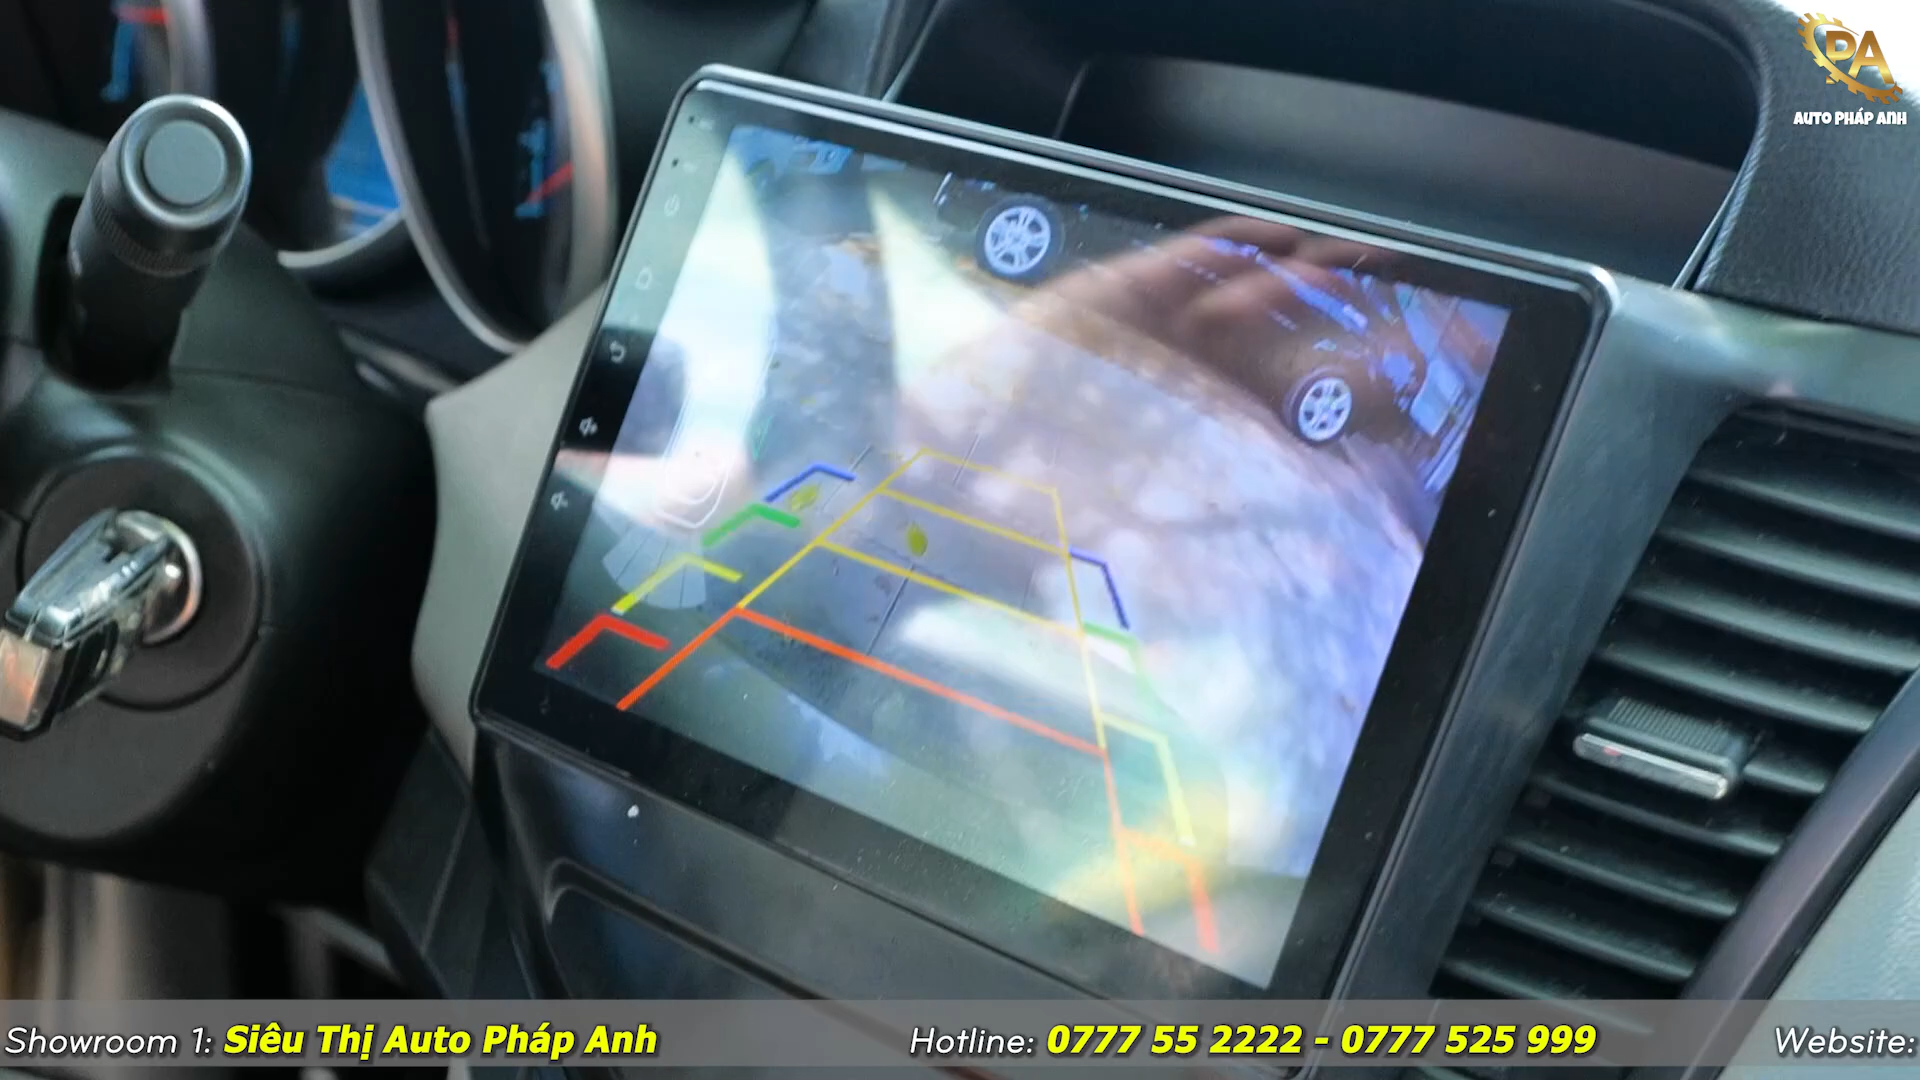 PA
AUTO PHÁP ANH
Showroom 1: Siêu Thị Auto Pháp Anh
Hotline: 0777 55 2222 - 0777 525 999
Website: